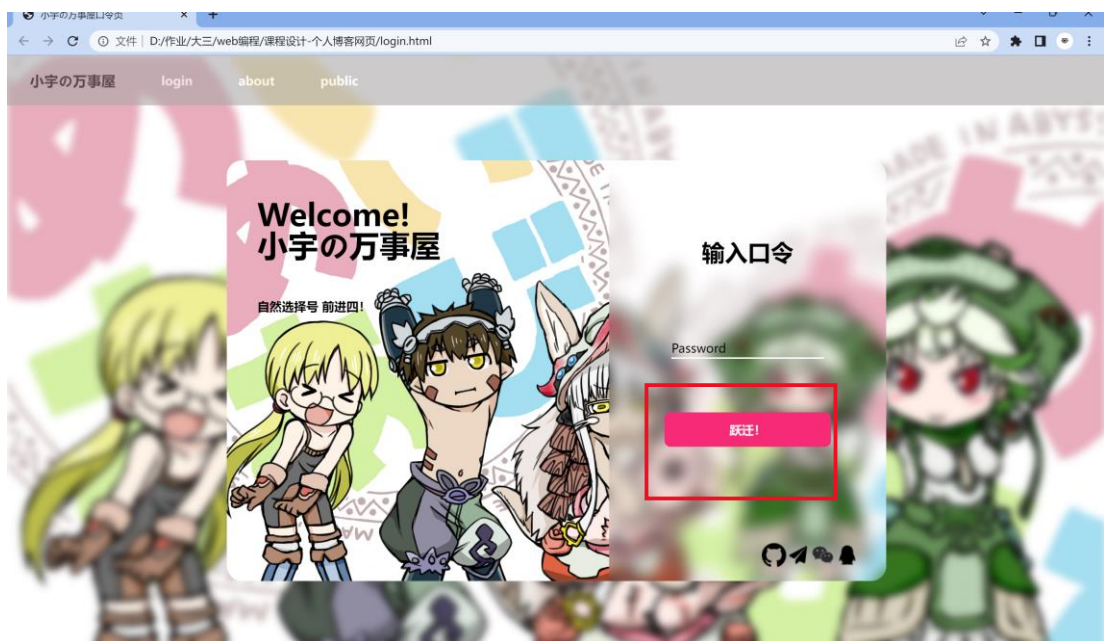 小宇の万事屋口令页
文件 D:/作业/大三/web编程/课程设计-个人博客网页/login.html
小宇の万事屋 login about public
MADE IN ABYSS
Welcome!
小宇の万事屋
自然选择号 前进四!
输入口令
Password
跃迁!